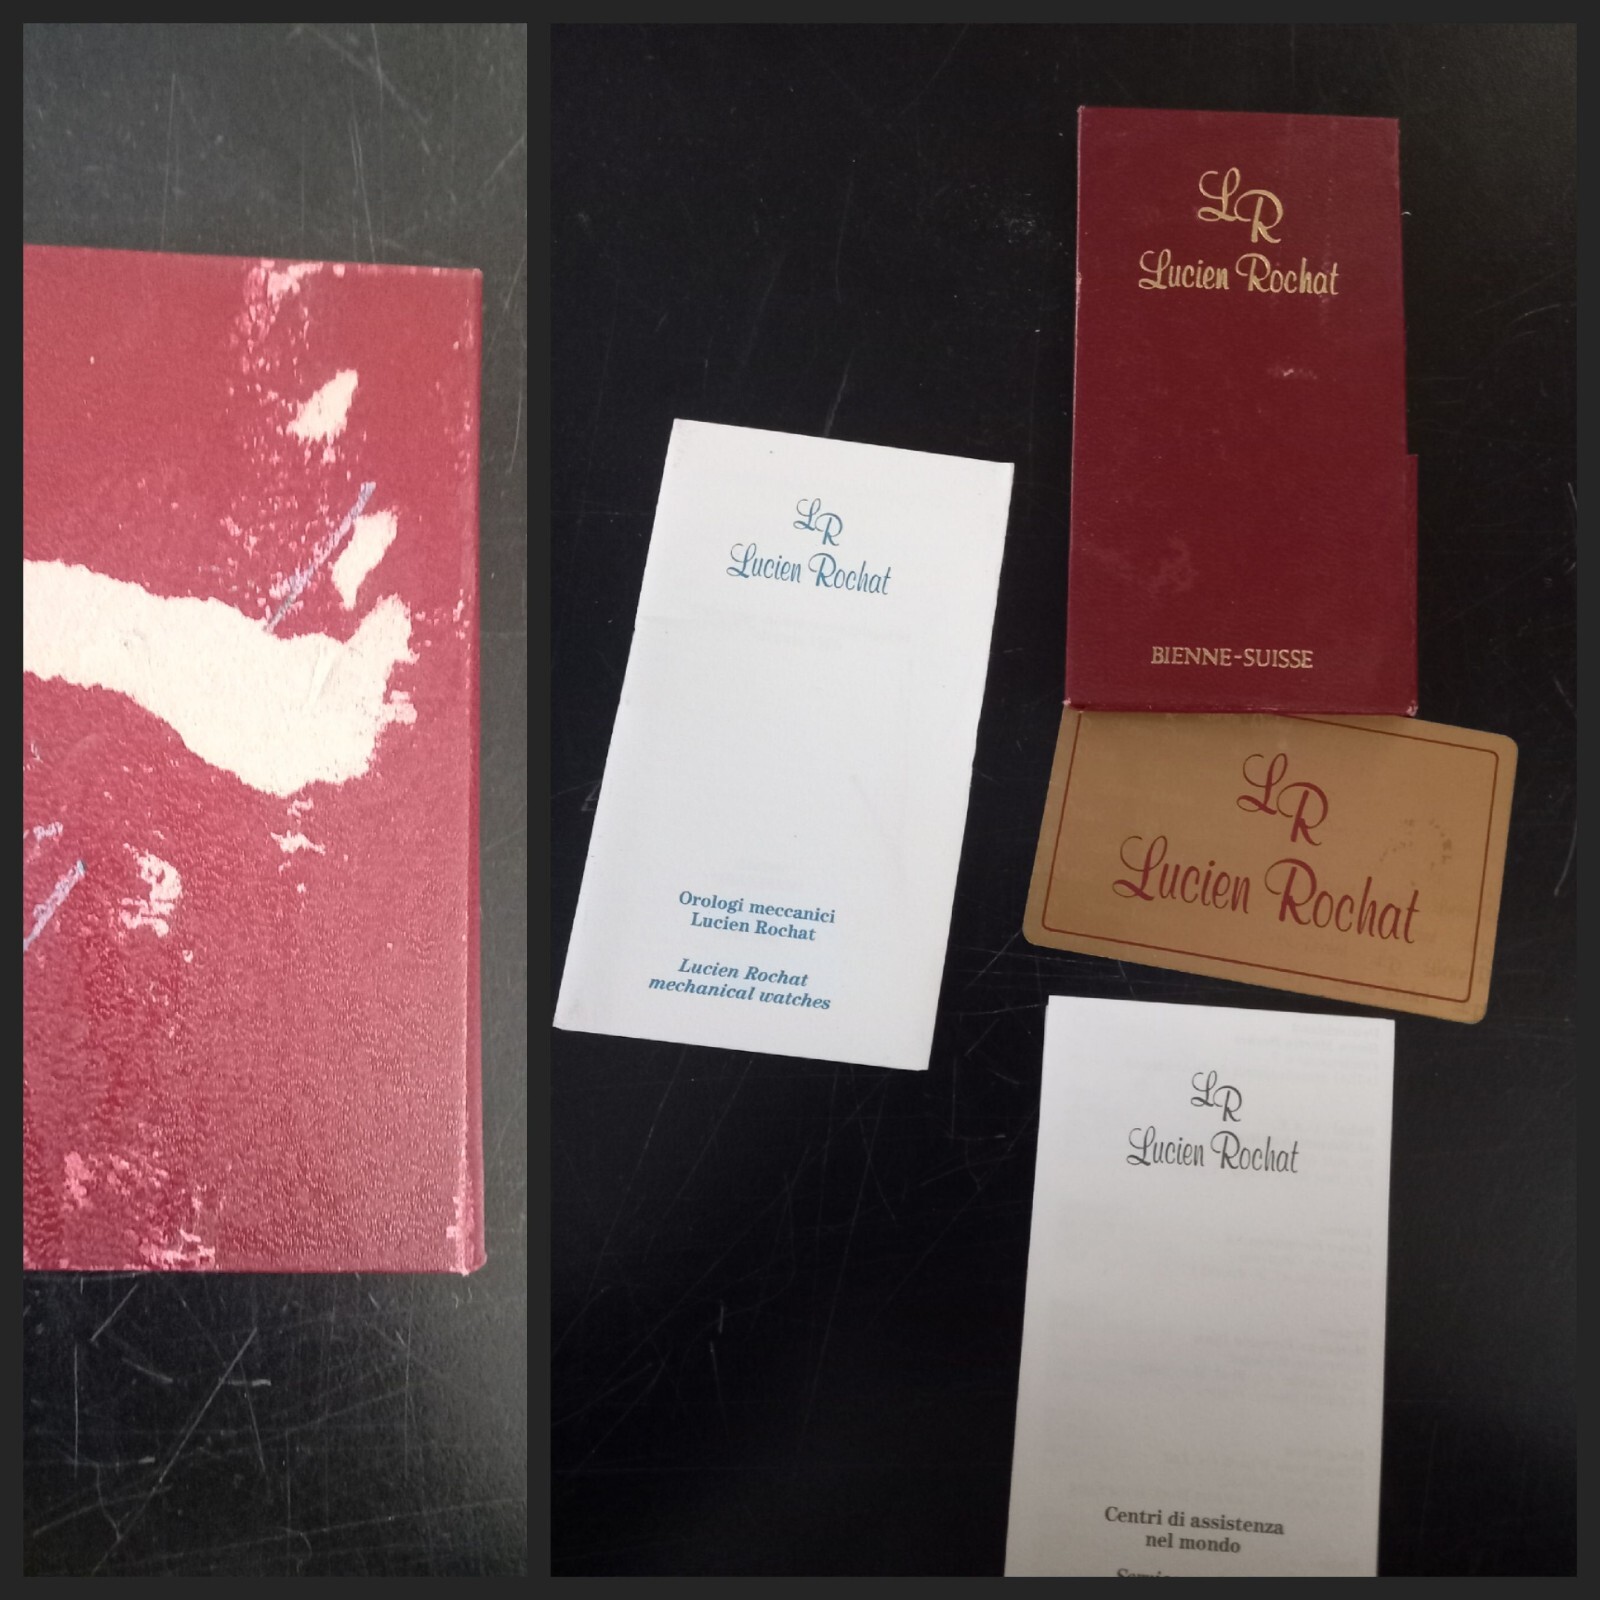 LR
Lucien Rochat
BIENNE-SUISSE
LR
Lucien Rochat
Orologi meccanici
Lucien Rochat
Lucien Rochat
mechanical watches
LR
Lucien Rochat
LR
Lucien Rochat
Centri di assistenza
nel mondo